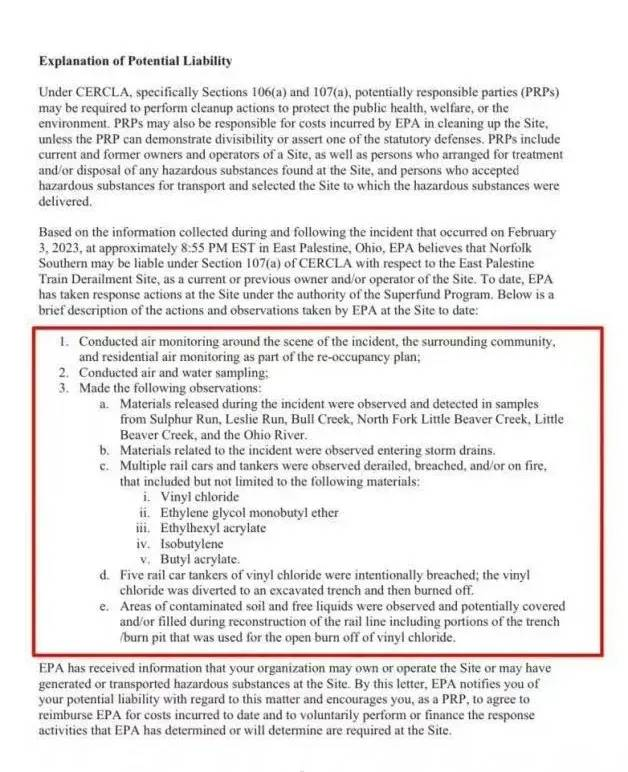 Explanation of Potential Liability
Under CERCLA, specifically Sections 106(a) and 107(a), potentially responsible parties (PRPs)
may be required to perform cleanup actions to protect the public health, welfare, or the
environment. PRPs may also be responsible for costs incurred by EPA in cleaning up the Site,
unless the PRP can demonstrate divisibility or assert one of the statutory defenses. PRPs include
current and former owners and operators of a Site, as well as persons who arranged for treatment
and/or disposal of any hazardous substances found at the Site, and persons who accepted
hazardous substances for transport and selected the Site to which the hazardous substances were
delivered.
Based on the information collected during and following the incident that occurred on February
3, 2023, at approximately 8:55 PM EST in East Palestine, Ohio, EPA believes that Norfolk
Southern may be liable under Section 107(a) of CERCLA with respect to the East Palestine
Train Derailment Site, as a current or previous owner and/or operator of the Site. To date, EPA
has taken response actions at the Site under the authority of the Superfund Program. Below is a
brief description of the actions and observations taken by EPA at the Site to date:
1. Conducted air monitoring around the scene of the incident, the surrounding community,
and residential air monitoring as part of the re-occupancy plan;
2. Conducted air and water sampling;
3. Made the following observations:
a. Materials released during the incident were observed and detected in samples
from Sulphur Run, Leslie Run, Bull Creek, North Fork Little Beaver Creek, Little
Beaver Creek, and the Ohio River.
b. Materials related to the incident were observed entering storm drains.
c. Multiple rail cars and tankers were observed derailed, breached, and/or on fire,
that included but not limited to the following materials:
i. Vinyl chloride
ii. Ethylene glycol monobutyl ether
iii. Ethylhexyl acrylate
iv. Isobutylene
v. Butyl acrylate.
d. Five rail car tankers of vinyl chloride were intentionally breached; the vinyl
chloride was diverted to an excavated trench and then burned off.
e. Areas of contaminated soil and free liquids were observed and potentially covered
and/or filled during reconstruction of the rail line including portions of the trench
/burn pit that was used for the open burn off of vinyl chloride.
EPA has received information that your organization may own or operate the Site or may have
generated or transported hazardous substances at the Site. By this letter, EPA notifies you of
your potential liability with regard to this matter and encourages you, as a PRP, to agree to
reimburse EPA for costs incurred to date and to voluntarily perform or finance the response
activities that EPA has determined or will determine are required at the Site.